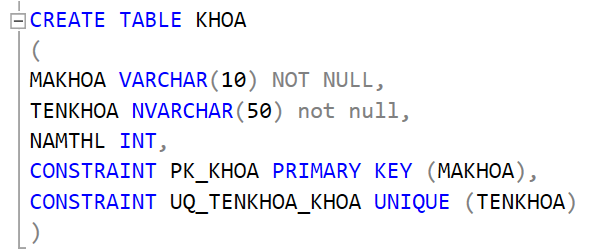 CREATE TABLE KHOA
(
MAKHOA VARCHAR(10) NOT NULL,
TENKHOA NVARCHAR(50) not null,
NAMTHL INT,
CONSTRAINT PK_KHOA PRIMARY KEY (MAKHOA),
CONSTRAINT UQ_TENKHOA_KHOA UNIQUE (TENKHOA)
)